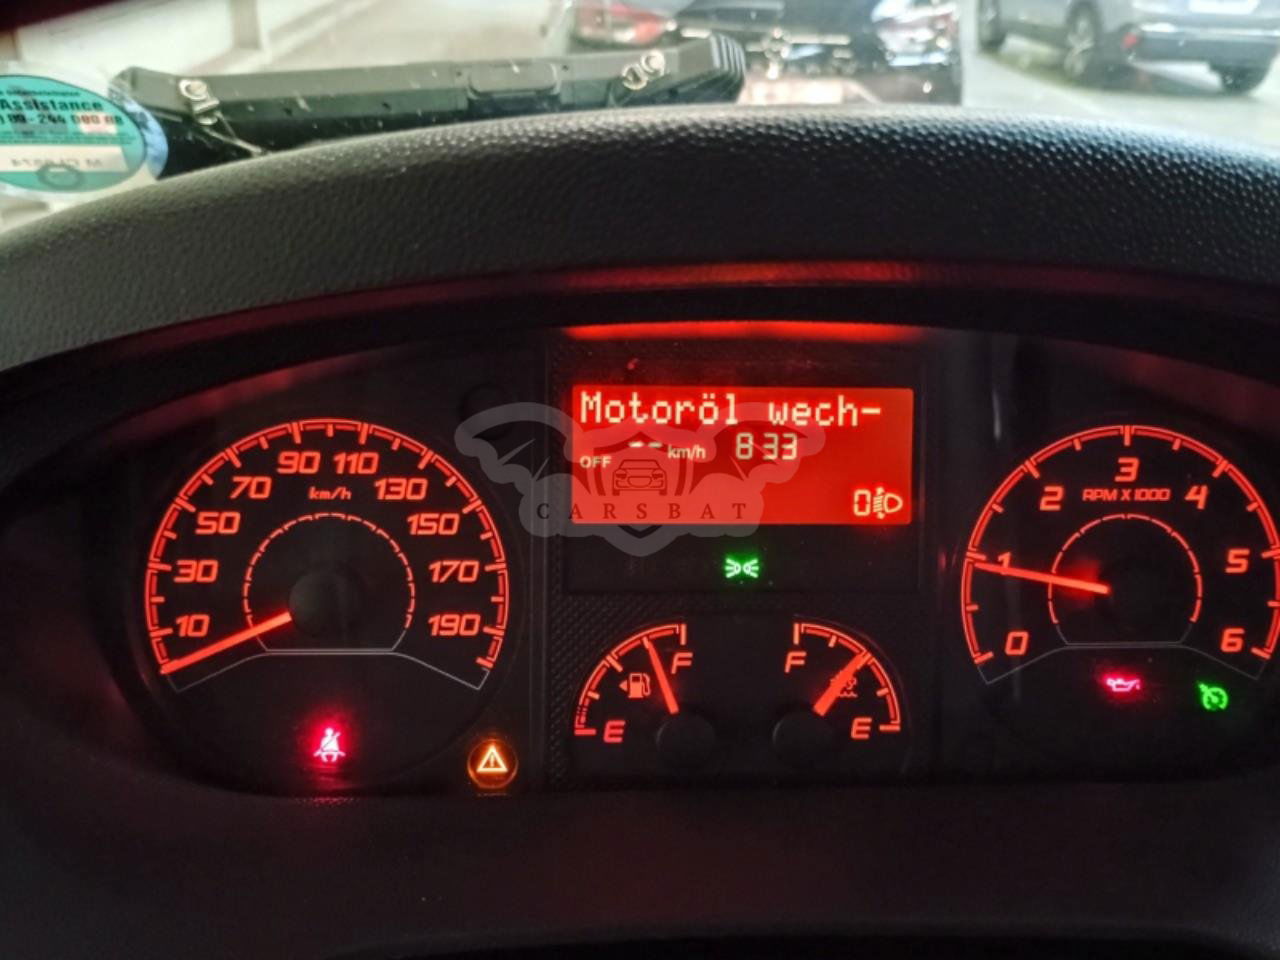 Assistance
Motoröl wech-
-- km/h 8:33
OFF
0
CARSBAT
10 30 50 70 90 110 130 150 170 190
km/h
F
E
F
E
0 1 2 3 4 5 6
RPM X 1000